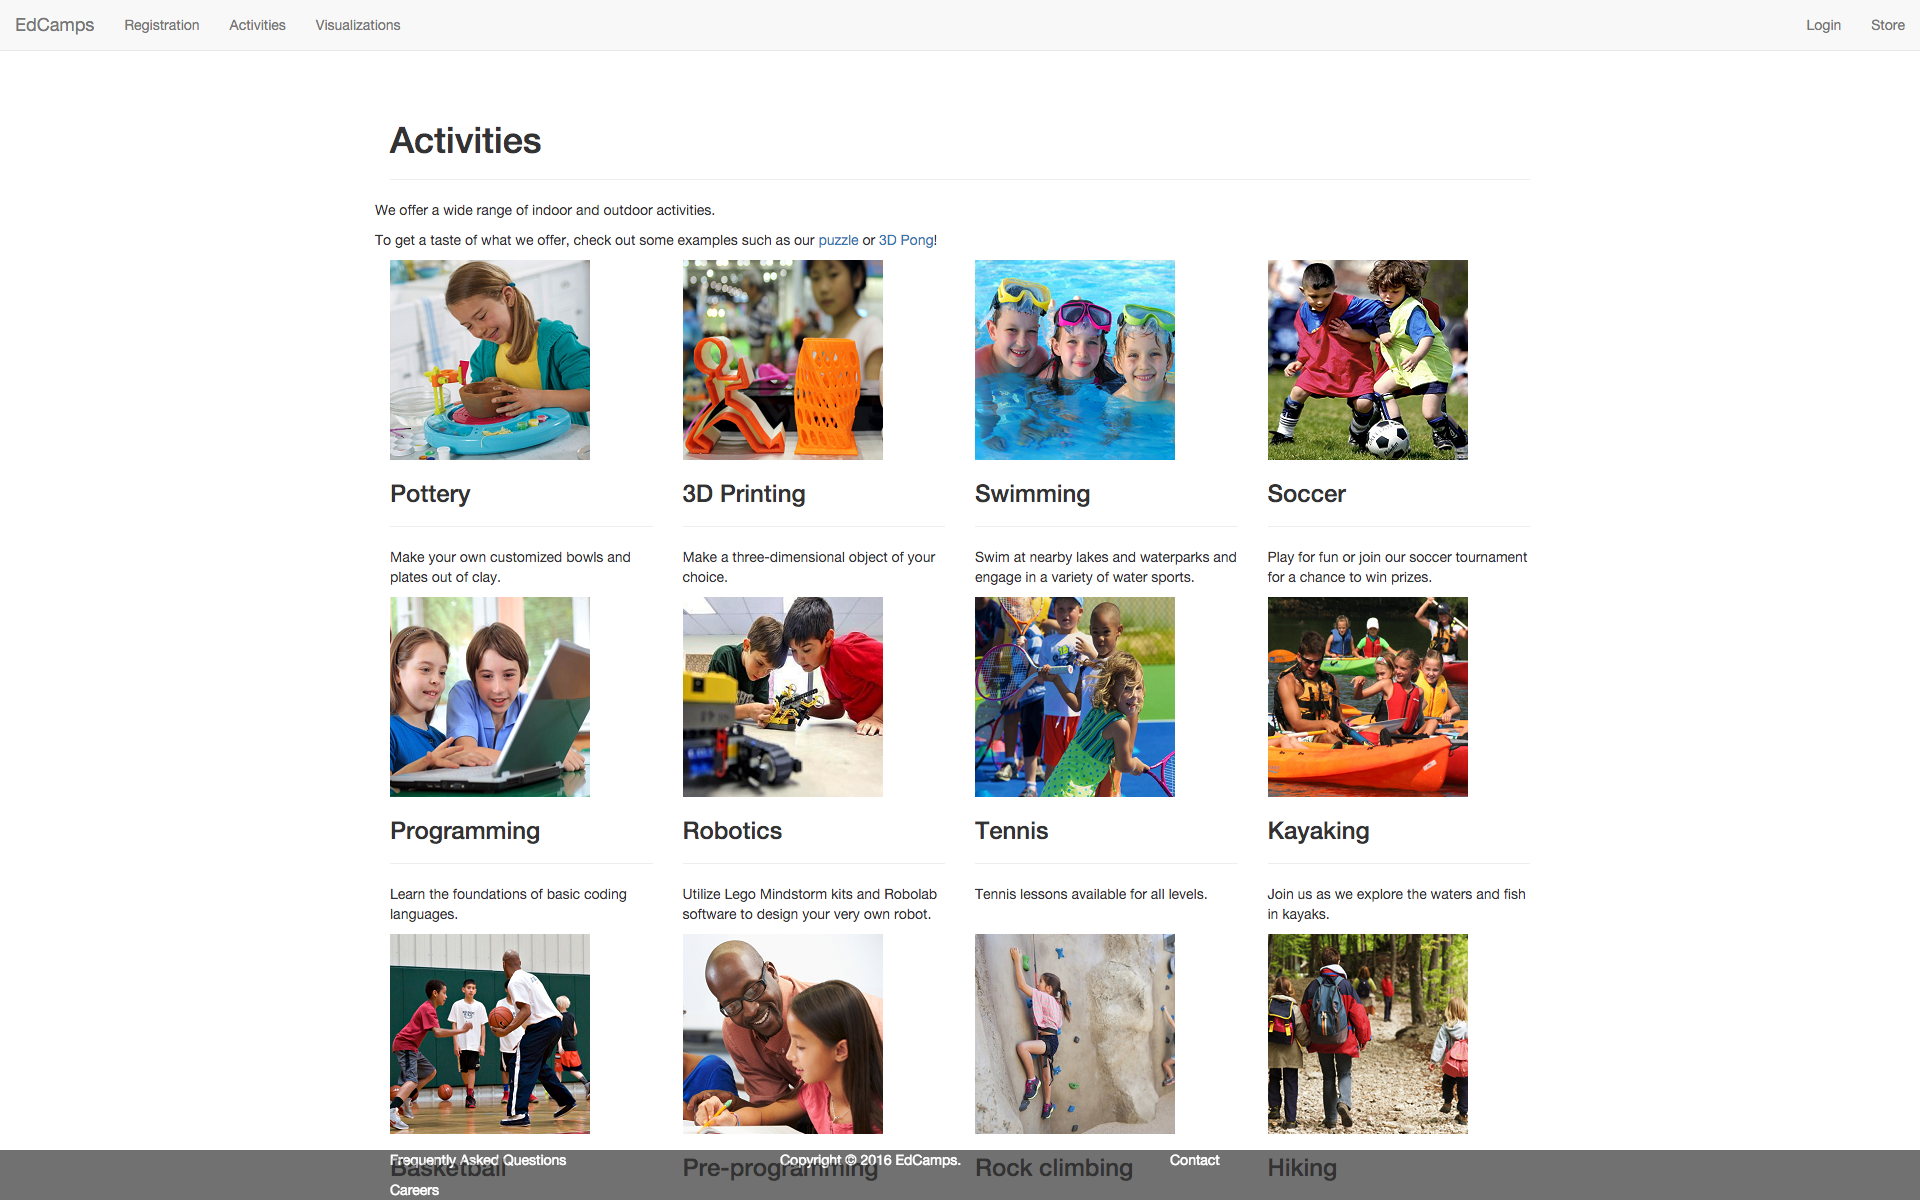 EdCamps Registration Activities Visualizations Login Store
Activities
We offer a wide range of indoor and outdoor activities.
To get a taste of what we offer, check out some examples such as our puzzle or 3D Pong!
Pottery
Make your own customized bowls and
plates out of clay.
3D Printing
Make a three-dimensional object of your
choice.
Swimming
Swim at nearby lakes and waterparks and
engage in a variety of water sports.
Soccer
Play for fun or join our soccer tournament
for a chance to win prizes.
Programming
Learn the foundations of basic coding
languages.
Robotics
Utilize Lego Mindstorm kits and Robolab
software to design your very own robot.
Tennis
Tennis lessons available for all levels.
Kayaking
Join us as we explore the waters and fish
in kayaks.
Basketball
Pre-programming
Rock climbing
Hiking
Frequently Asked Questions
Careers
Copyright © 2016 EdCamps.
Contact